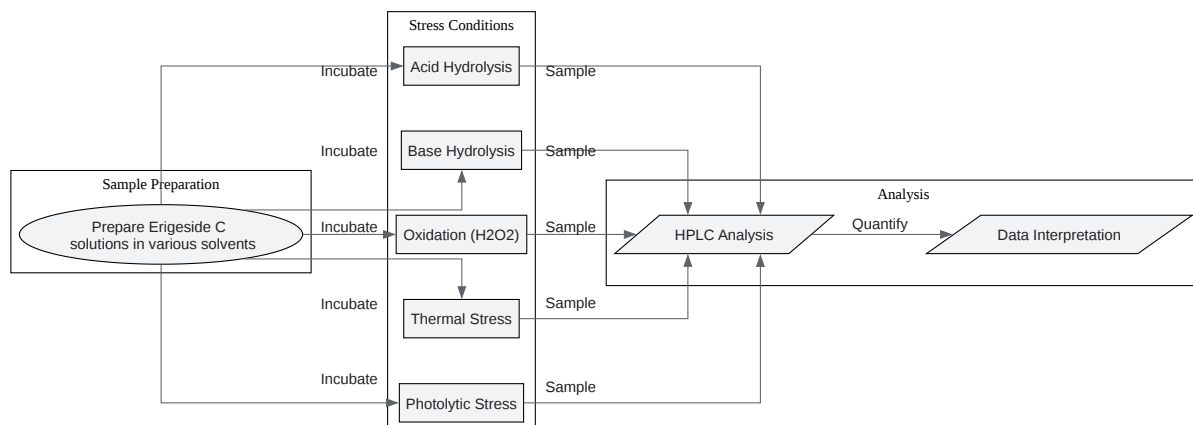 Stress Conditions
Incubate
Acid Hydrolysis
Sample
Incubate
Base Hydrolysis
Sample
Sample Preparation
Analysis
Prepare Erigeside C
solutions in various solvents
Incubate
Oxidation (H2O2)
Sample
HPLC Analysis
Quantify
Data Interpretation
Incubate
Thermal Stress
Sample
Incubate
Photolytic Stress
Sample